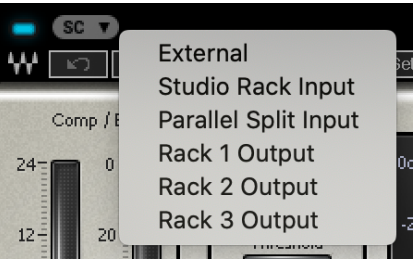 SC ▼
External
Studio Rack Input
Parallel Split Input
Rack 1 Output
Rack 2 Output
Rack 3 Output
Comp /
24 0
12 20
Threshold